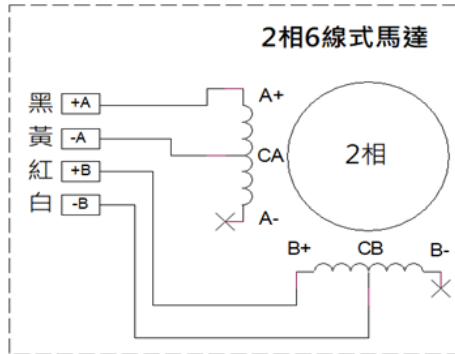 2相6線式馬達
黑 +A
黃 -A
紅 +B
白 -B
A+
CA
A-
2相
B+ CB B-